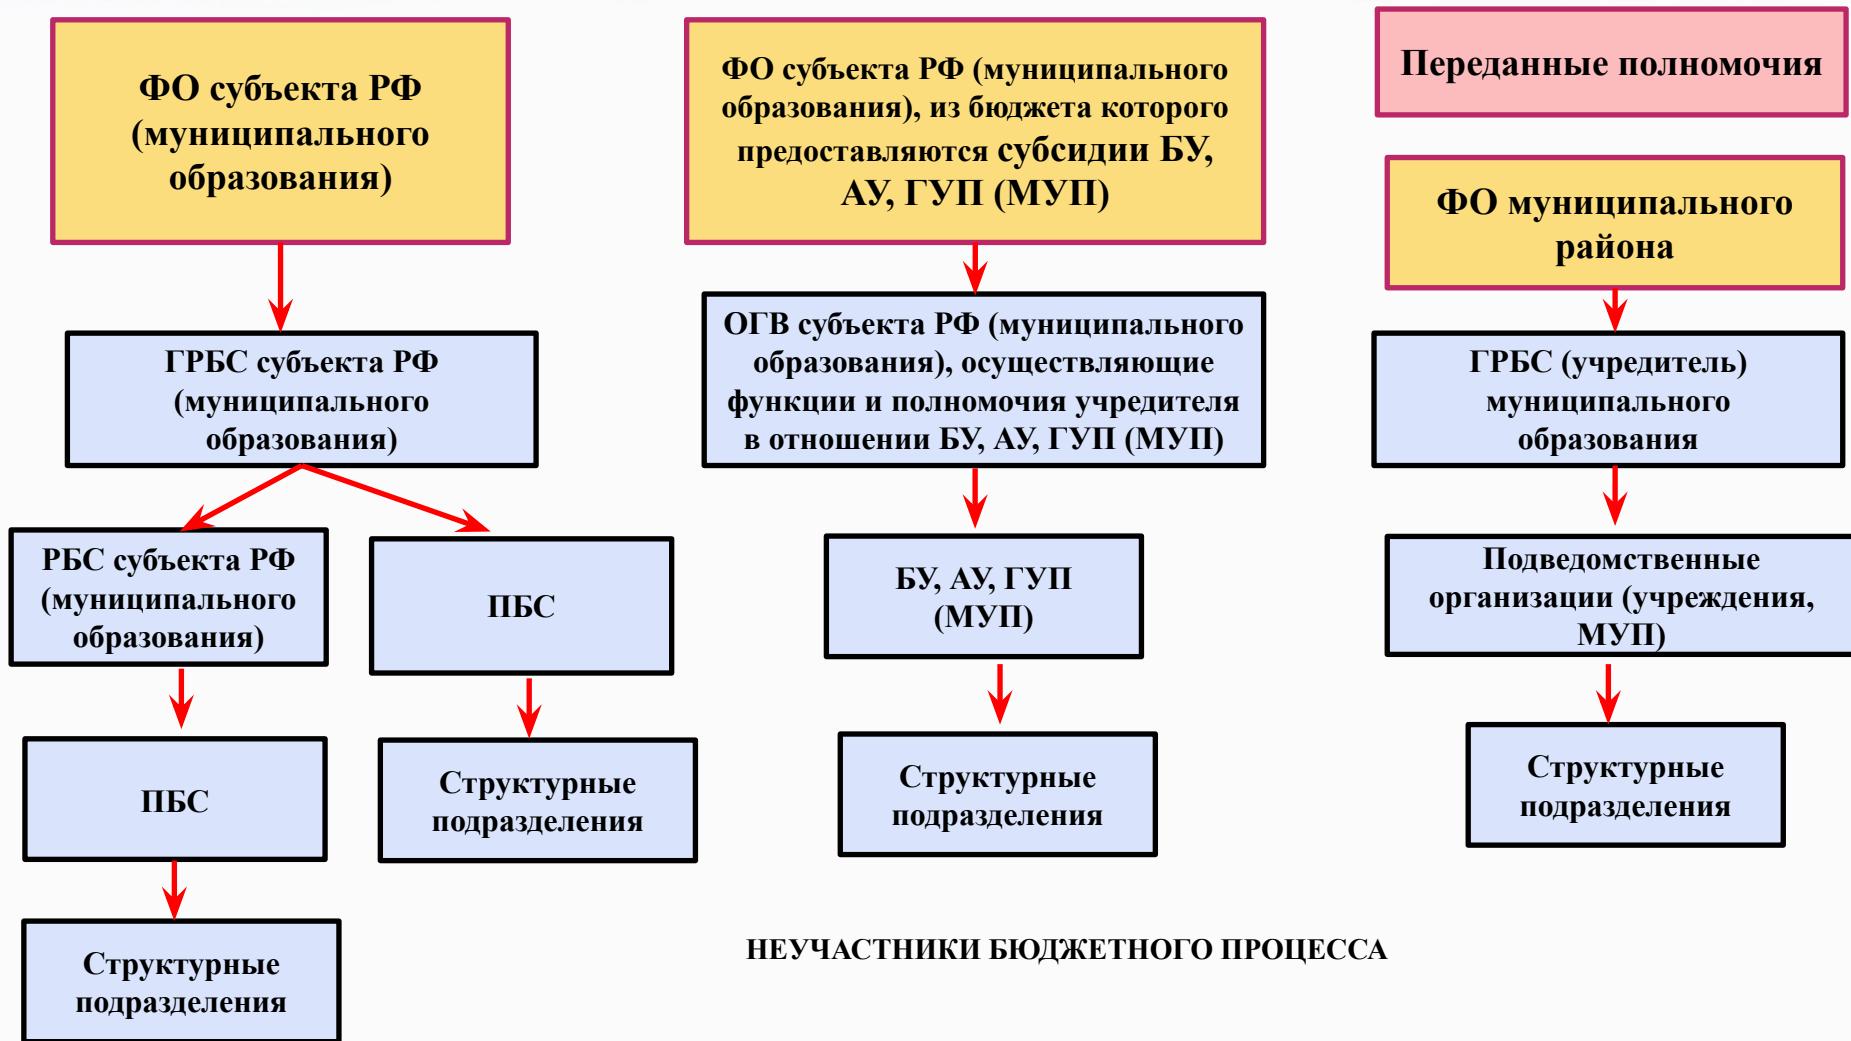 ФО субъекта РФ
(муниципального
образования)
ГРБС субъекта РФ
(муниципального
образования)
РБС субъекта РФ
(муниципального
образования)
ПБС
Структурные
подразделения
ПБС
Структурные
подразделения
ФО субъекта РФ (муниципального
образования), из бюджета которого
предоставляются субсидии БУ,
АУ, ГУП (МУП)
ОГВ субъекта РФ (муниципального
образования), осуществляющие
функции и полномочия учредителя
в отношении БУ, АУ, ГУП (МУП)
БУ, АУ, ГУП
(МУП)
Структурные
подразделения
НЕУЧАСТНИКИ БЮДЖЕТНОГО ПРОЦЕССА
Переданные полномочия
ФО муниципального
района
ГРБС (учредитель)
муниципального
образования
Подведомственные
организации (учреждения,
МУП)
Структурные
подразделения